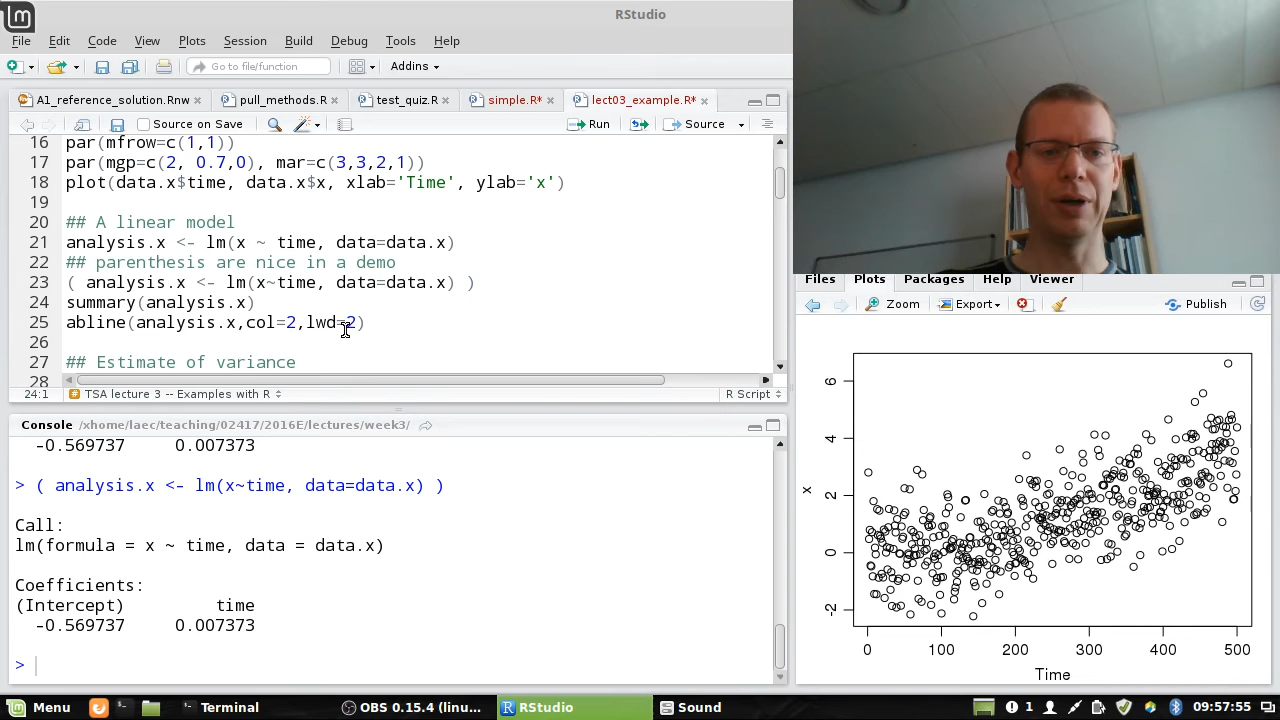 RStudio
File Edit Code View Plots Session Build Debug Tools Help
Go to file/function Addins
A1_reference_solution.Rnw pull_methods.R test_quiz.R simple.R* lect03_example.R*
Source on Save Run Source
16 par(mfrow=c(1,1))
17 par(mgp=c(2, 0.7,0), mar=c(3,3,2,1))
18 plot(data.x$time, data.x$x, xlab='Time', ylab='x')
19
20 ## A linear model
21 analysis.x <- lm(x ~ time, data=data.x)
22 ## parenthesis are nice in a demo
23 ( analysis.x <- lm(x~time, data=data.x) )
24 summary(analysis.x)
25 abline(analysis.x,col=2,lwd=2)
26
27 ## Estimate of variance
28
24:1 # TSA lecture 3 -- Examples with R R Script
Console /xhome/laec/teaching/02417/2016E/lectures/week3/
-0.569737 0.007373
> ( analysis.x <- lm(x~time, data=data.x) )
Call:
lm(formula = x ~ time, data = data.x)
Coefficients:
(Intercept) time
-0.569737 0.007373
>
Files Plots Packages Help Viewer
Zoom Export Publish
6
4
2
0
-2
x
0 100 200 300 400 500
Time
Menu Terminal OBS 0.15.4 (linu... RStudio Sound 1 09:57:55